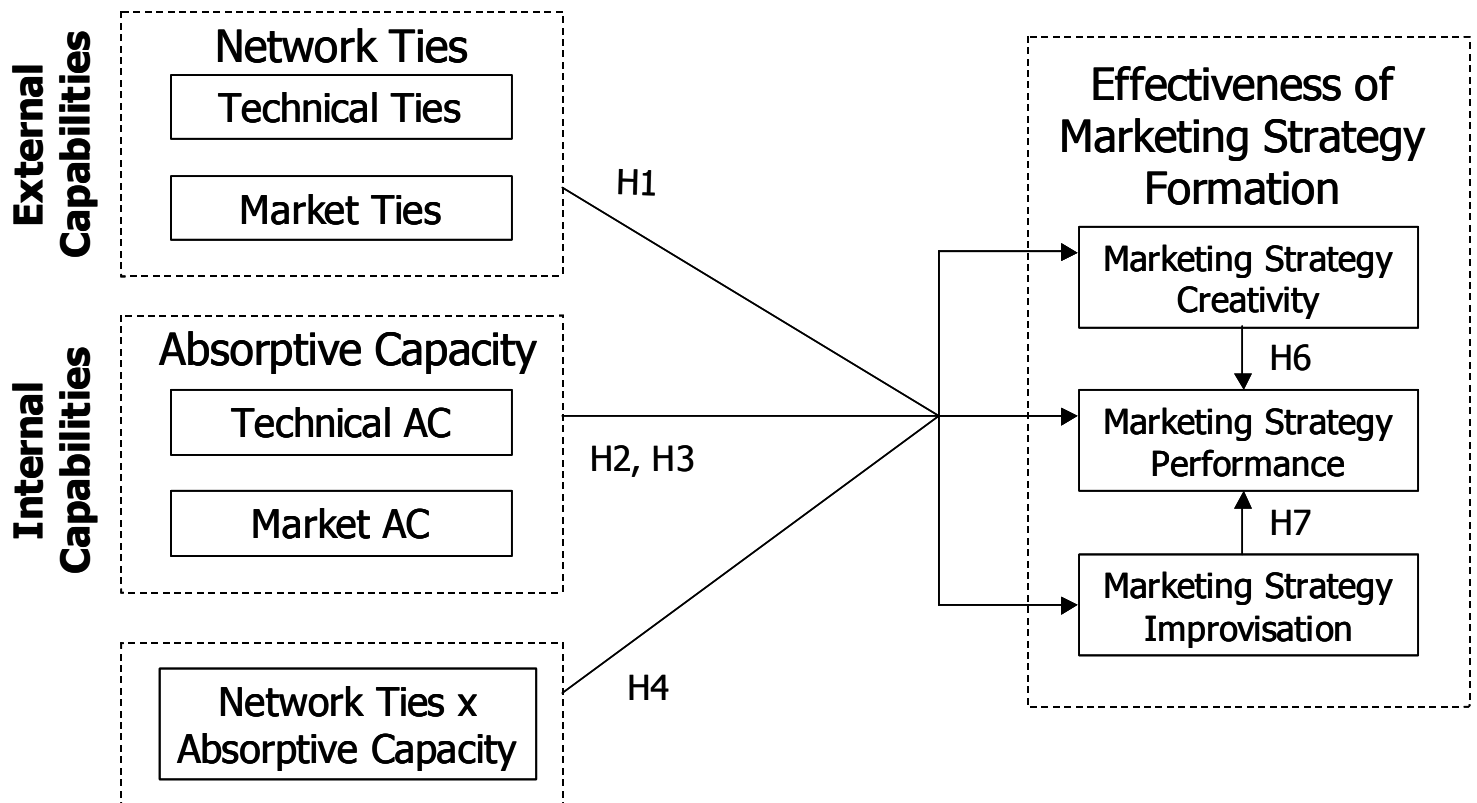 External
Capabilities
Network Ties
Technical Ties
Market Ties
H1
Internal
Capabilities
Absorptive Capacity
Technical AC
Market AC
H2, H3
Network Ties x
Absorptive Capacity
H4
Effectiveness of
Marketing Strategy
Formation
Marketing Strategy
Creativity
H6
Marketing Strategy
Performance
H7
Marketing Strategy
Improvisation